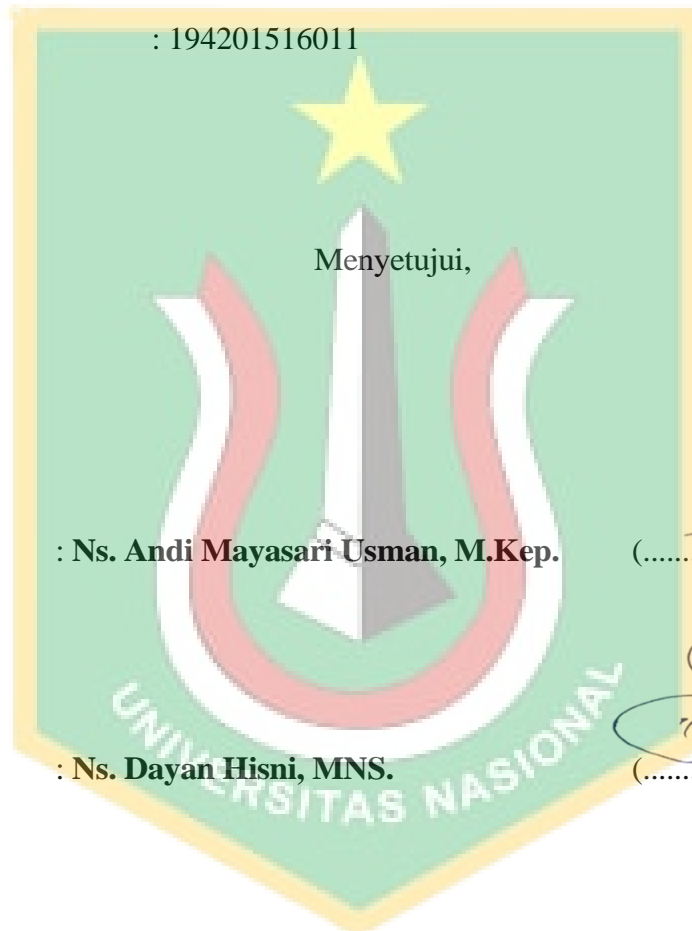 : 194201516011
Menyetujui,
: Ns. Andi Mayasari Usman, M.Kep. (......
: Ns. Dayan Hisni, MNS. (......
UNIVERSITAS NASIONAL